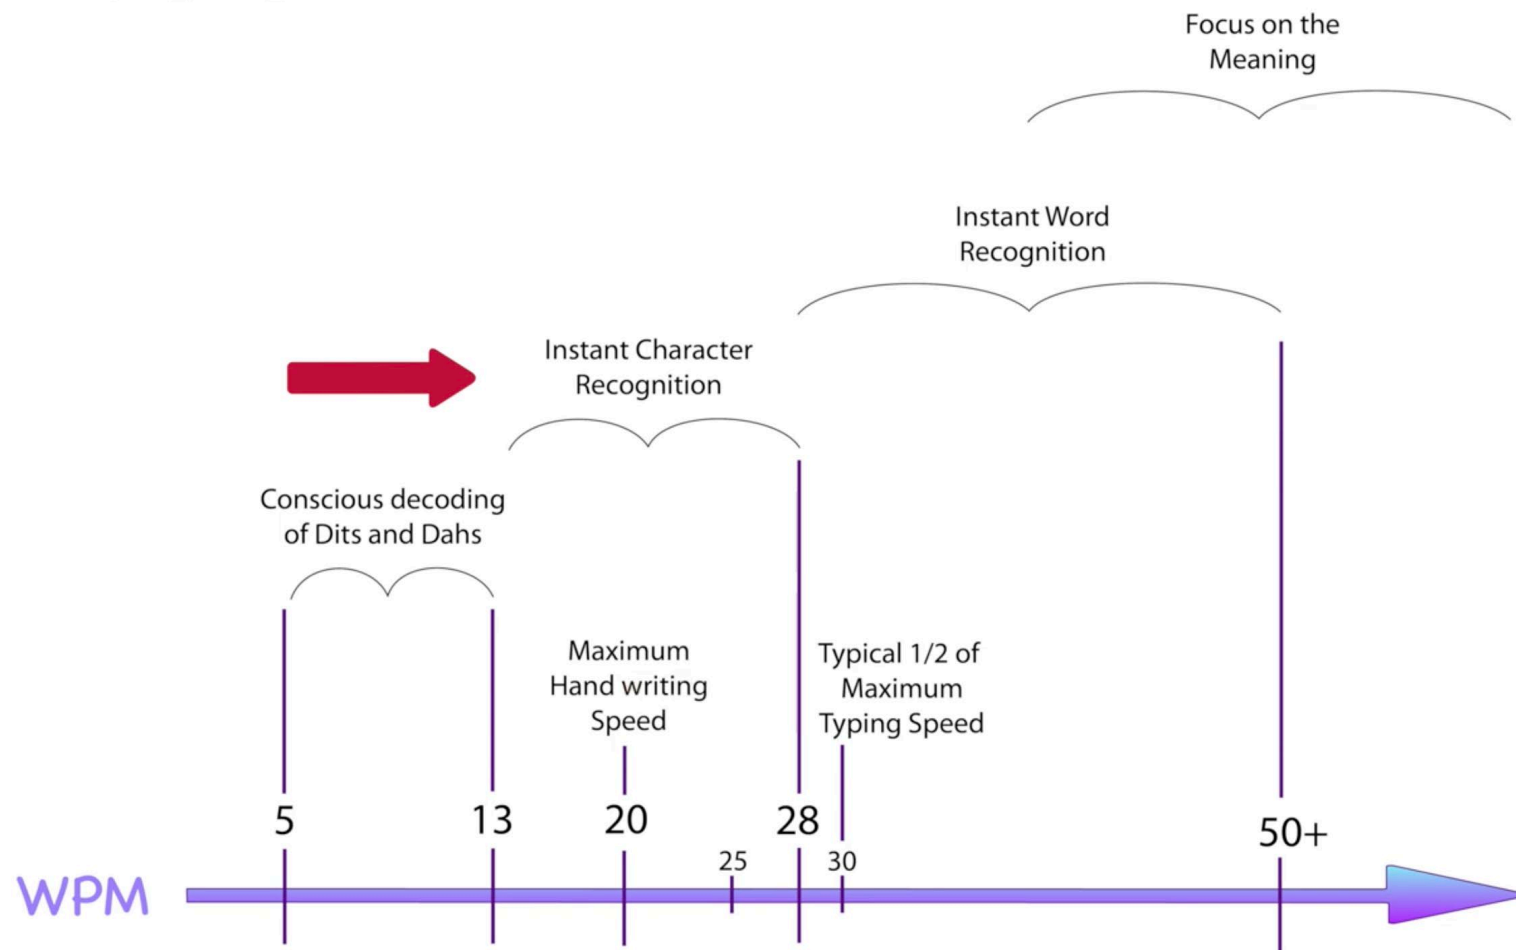 Focus on the
Meaning
Instant Word
Recognition
Instant Character
Recognition
Conscious decoding
of Dits and Dahs
Maximum
Hand writing
Speed
Typical 1/2 of
Maximum
Typing Speed
5
13
20
28
50+
25
30
WPM